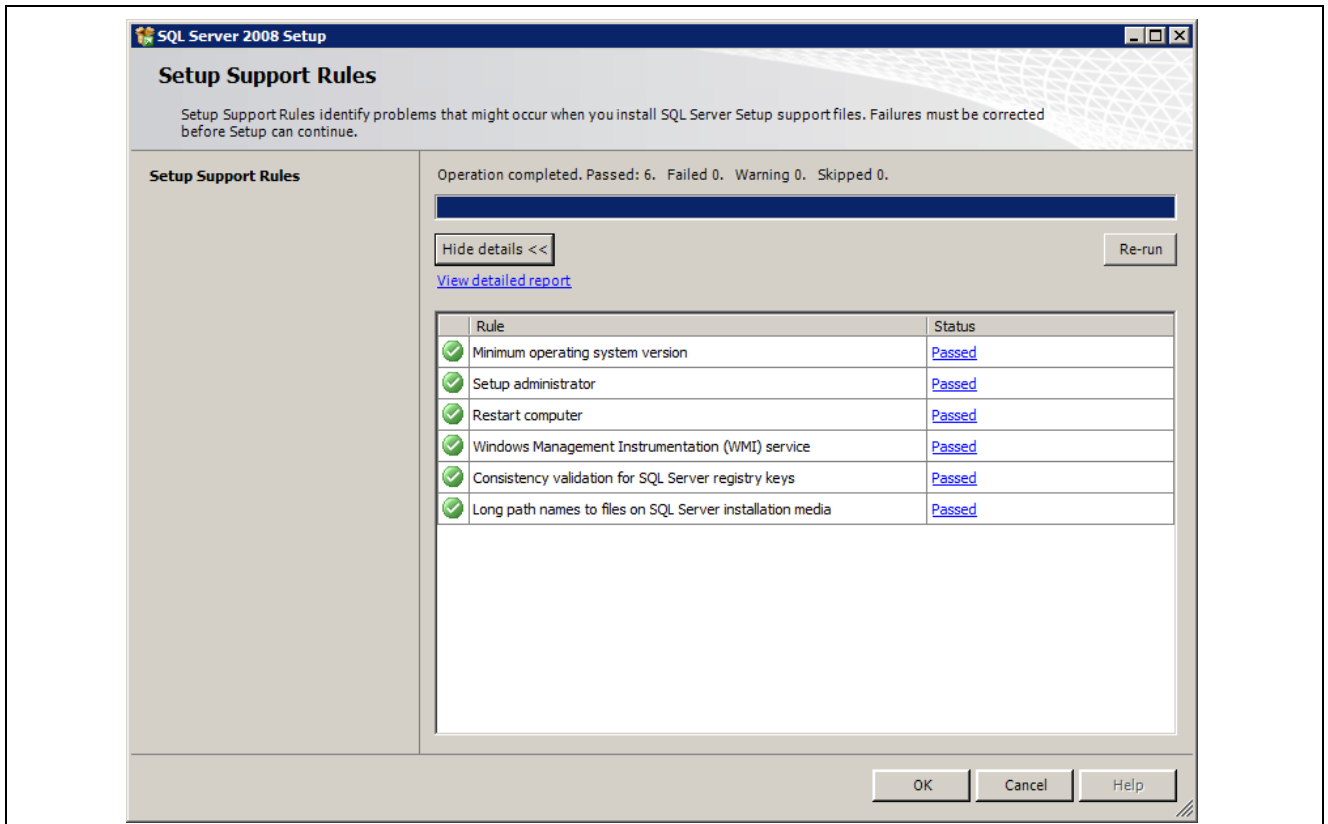 SQL Server 2008 Setup
Setup Support Rules
Setup Support Rules identify problems that might occur when you install SQL Server Setup support files. Failures must be corrected
before Setup can continue.
Setup Support Rules
Operation completed. Passed: 6. Failed 0. Warning 0. Skipped 0.
Hide details <<
Re-run
View detailed report
Rule Status
Minimum operating system version Passed
Setup administrator Passed
Restart computer Passed
Windows Management Instrumentation (WMI) service Passed
Consistency validation for SQL Server registry keys Passed
Long path names to files on SQL Server installation media Passed
OK Cancel Help